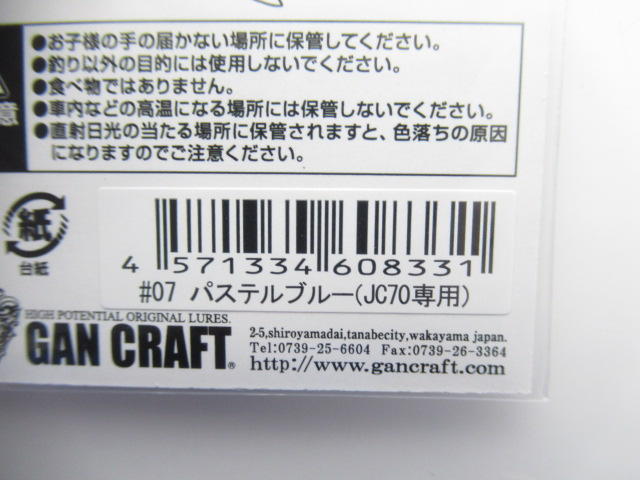 ●お子様の手の届かない場所に保管してください。
●釣り以外の目的には使用しないでください。
●食べ物ではありません。
●車内などの高温になる場所には保管しないでください。
●直射日光の当たる場所に保管されますと、色落ちの原因
になりますのでご注意ください。
意
紙
台紙
4 571334 608331
#07 パステルブルー(JC70専用)
HIGH POTENTIAL ORIGINAL LURES.
GAN CRAFT®
2-5,shiroyamadai,tanabecity,wakayama japan.
Tel:0739-25-6604 Fax:0739-26-3364
http://www.gancraft.com